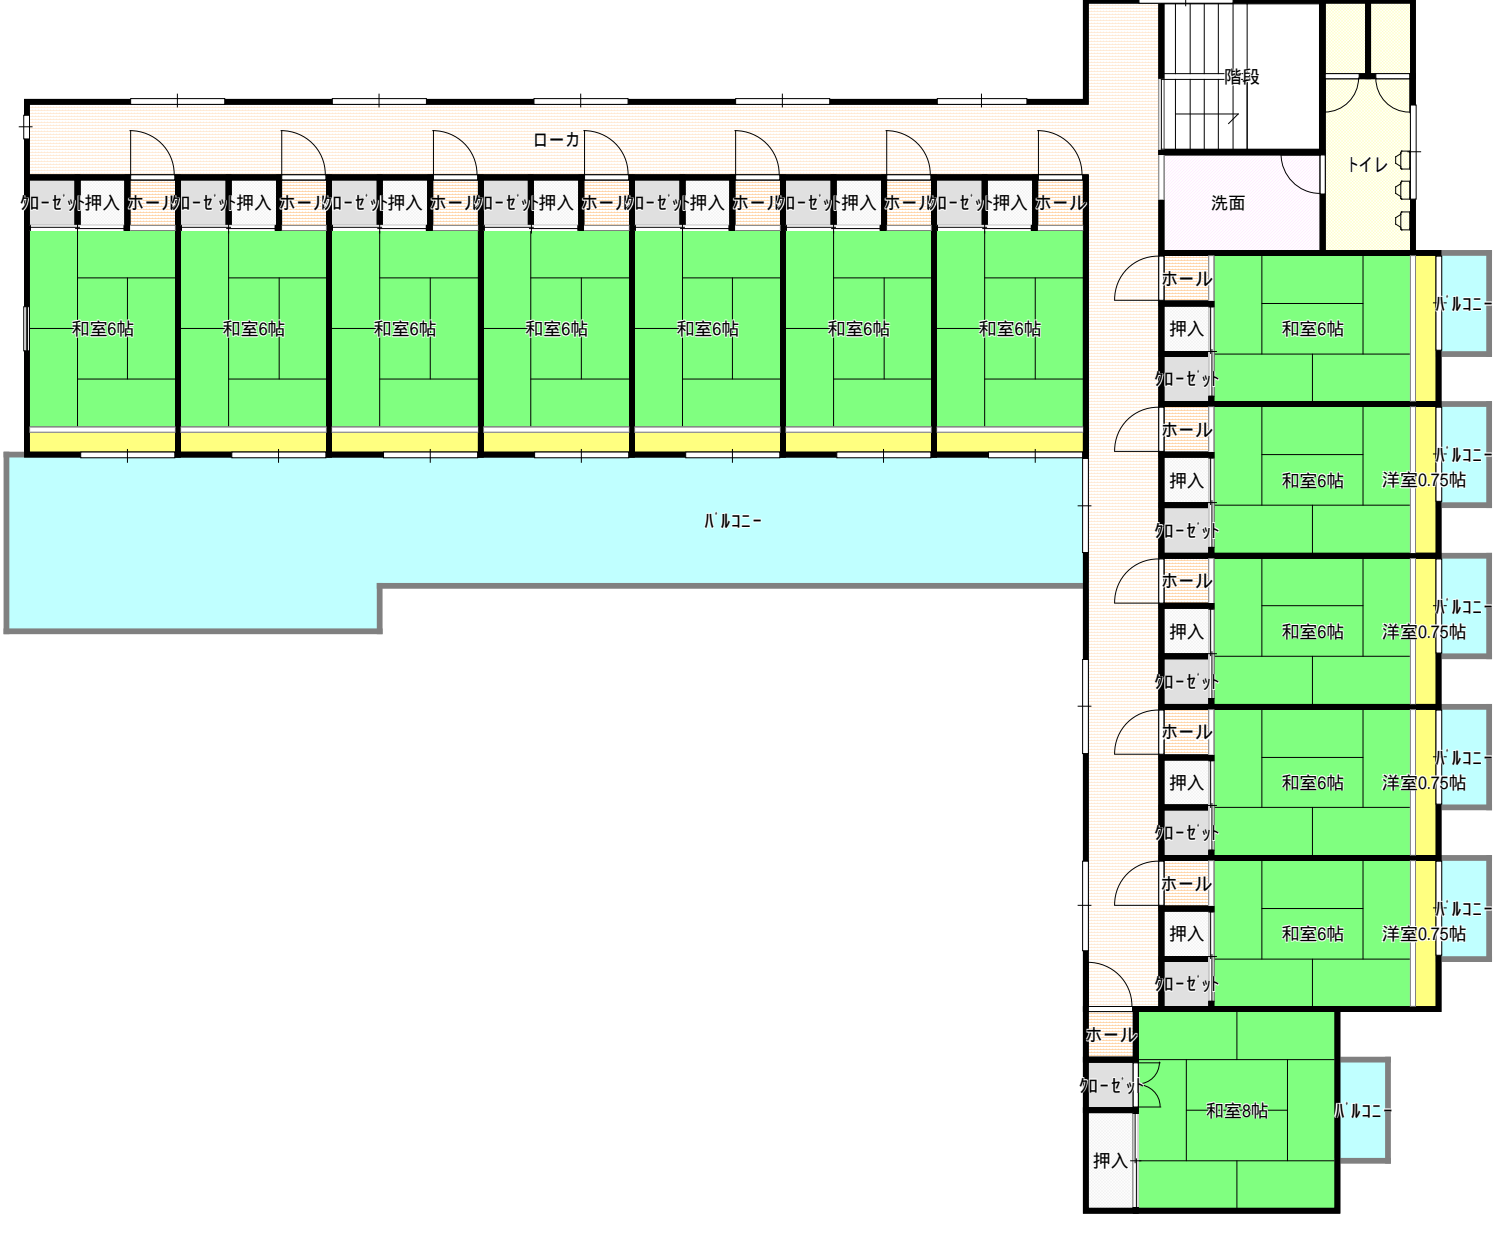 階段
ローカ
トイレ
洗面
クローゼット
押入
ホール
クローゼット
押入
ホール
クローゼット
押入
ホール
クローゼット
押入
ホール
クローゼット
押入
ホール
クローゼット
押入
ホール
クローゼット
押入
ホール
和室6帖
和室6帖
和室6帖
和室6帖
和室6帖
和室6帖
和室6帖
バルコニー
ホール
押入
クローゼット
和室6帖
バルコニー
ホール
押入
クローゼット
和室6帖
洋室0.75帖
バルコニー
ホール
押入
クローゼット
和室6帖
洋室0.75帖
バルコニー
ホール
押入
クローゼット
和室6帖
洋室0.75帖
バルコニー
ホール
押入
クローゼット
和室6帖
洋室0.75帖
バルコニー
ホール
クローゼット
押入
和室8帖
バルコニー